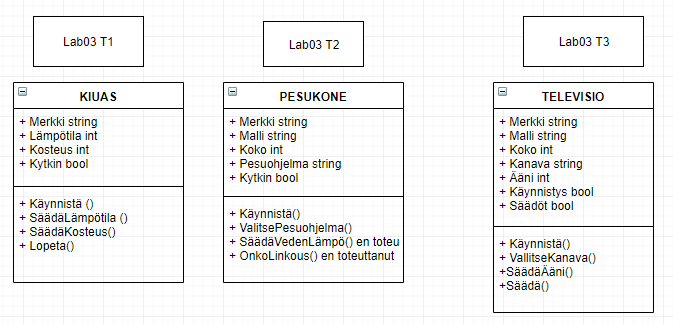 Lab03 T1
KIUAS
+ Merkki string
+ Lämpötila int
+ Kosteus int
+ Kytkin bool
+ Käynnistä ()
+ SäädäLämpötila ()
+ SäädäKosteus()
+ Lopeta()
Lab03 T2
PESUKONE
+ Merkki string
+ Malli string
+ Koko int
+ Pesuohjelma string
+ Kytkin bool
+ Käynnistä()
+ ValitsePesuohjelma()
+ SäädäVedenLämpö() en toteu
+ OnkoLinkous() en toteuttanut
Lab03 T3
TELEVISIO
+ Merkki string
+ Malli string
+ Koko int
+ Kanava string
+ Ääni int
+ Käynnistys bool
+ Säädöt bool
+ Käynnistä()
+ VallitseKanava()
+SäädäÄäni()
+Säädä()